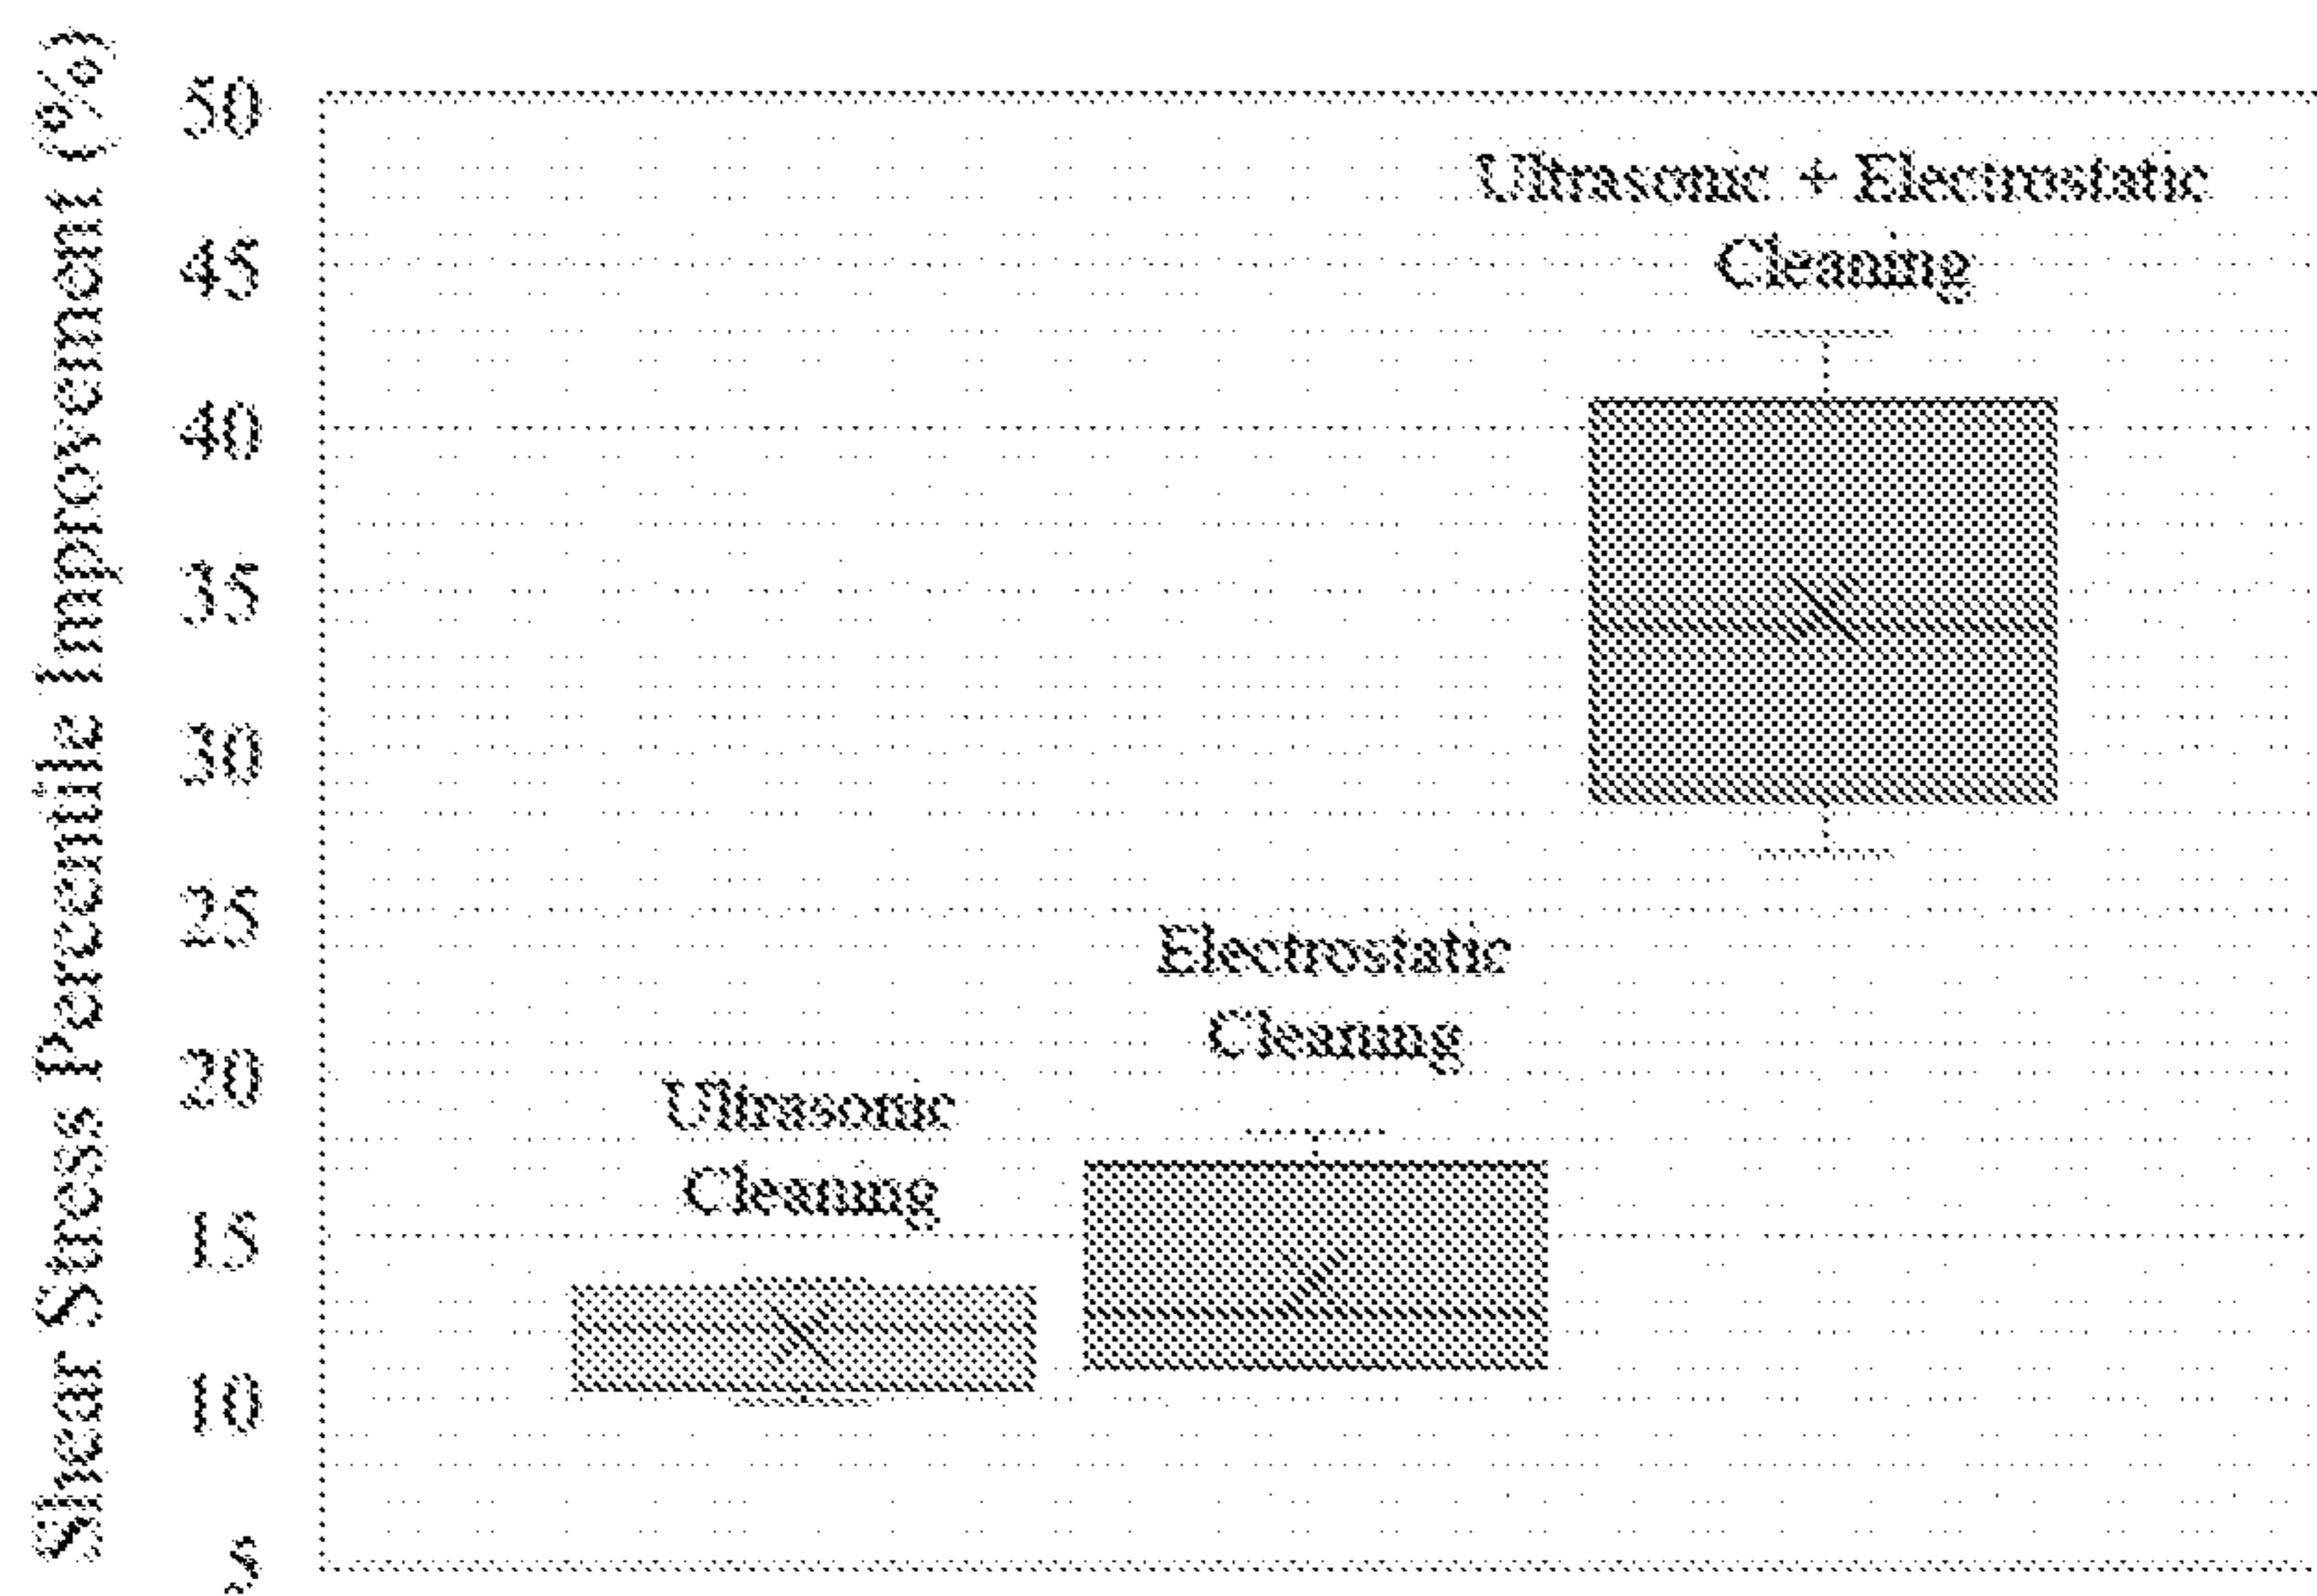 Shear Stress Percentile Improvement (%)
50
45
40
35
30
25
20
15
10
5
Ultrasonic + Electrostatic
Cleaning
Electrostatic
Cleaning
Ultrasonic
Cleaning